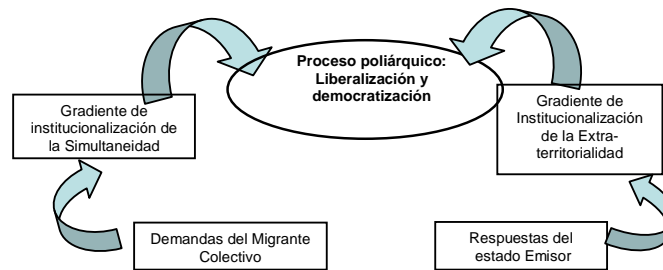 Proceso poliárquico:
Liberalización y
democratización
Gradiente de
institucionalización de
la Simultaneidad
Gradiente de
Institucionalización
de la Extra-
territorialidad
Demandas del Migrante
Colectivo
Respuestas del
estado Emisor